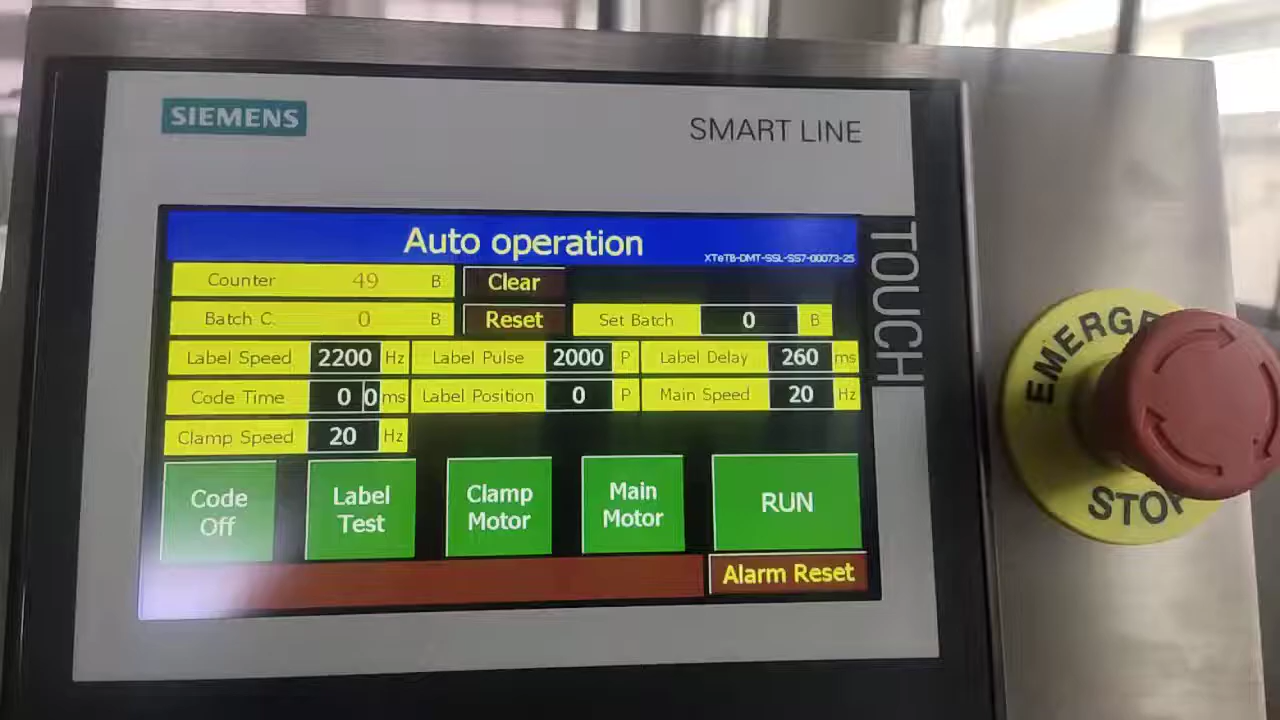 SIEMENS
SMART LINE
TOUCH
Auto operation
XTeTB-DMT-SSL-SS7-00073-25
Counter 49 B Clear
Batch C. 0 B Reset Set Batch 0 B
Label Speed 2200 Hz Label Pulse 2000 P Label Delay 260 ms
Code Time 0 0 ms Label Position 0 P Main Speed 20 Hz
Clamp Speed 20 Hz
Code Off
Label Test
Clamp Motor
Main Motor
RUN
Alarm Reset
EMERGE
STOP